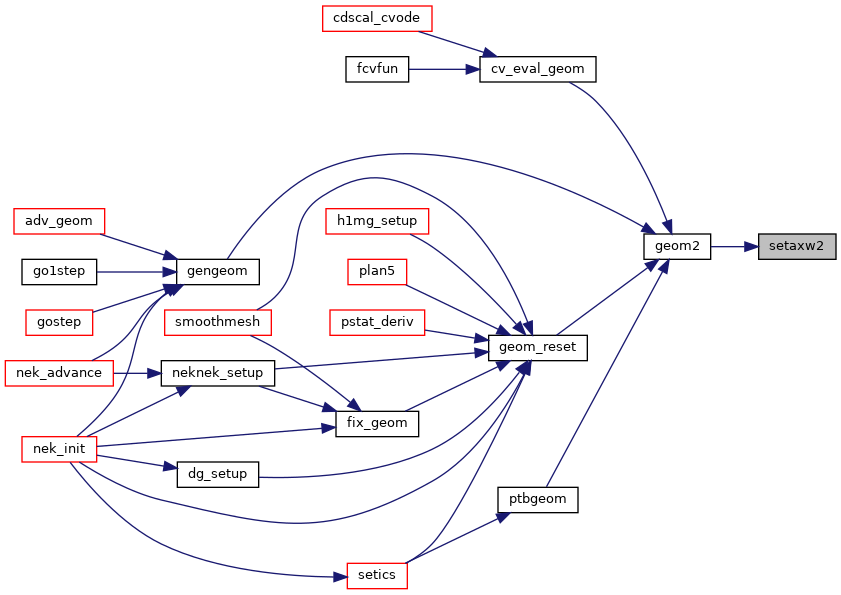 cdscal_cvode
fcvfun
cv_eval_geom
adv_geom
h1mg_setup
geom2
setaxw2
go1step
gengeom
plan5
gostep
smoothmesh
pstat_deriv
geom_reset
nek_advance
neknek_setup
fix_geom
nek_init
dg_setup
ptbgeom
setics